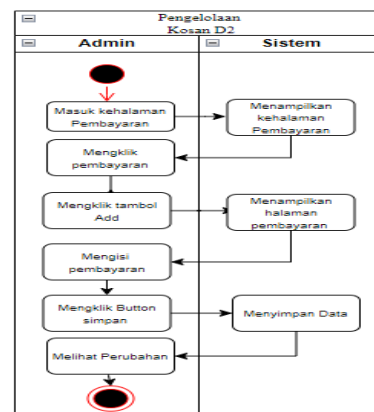 Pengelolaan
Kosan D2
Admin
Sistem
Masuk kehalaman
Pembayaran
Menampilkan
kehalaman
Pembayaran
Mengklik
pembayaran
Mengklik tambol
Add
Menampilkan
halaman
pembayaran
Mengisi
pembayaran
Mengklik Button
simpan
Menyimpan Data
Melihat Perubahan